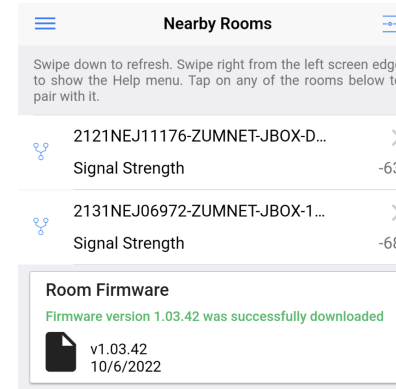 Nearby Rooms
Swipe down to refresh. Swipe right from the left screen edge
to show the Help menu. Tap on any of the rooms below to
pair with it.
2121NEJ11176-ZUMNET-JBOX-D...
Signal Strength -63
2131NEJ06972-ZUMNET-JBOX-1...
Signal Strength -68
Room Firmware
Firmware version 1.03.42 was successfully downloaded
v1.03.42
10/6/2022